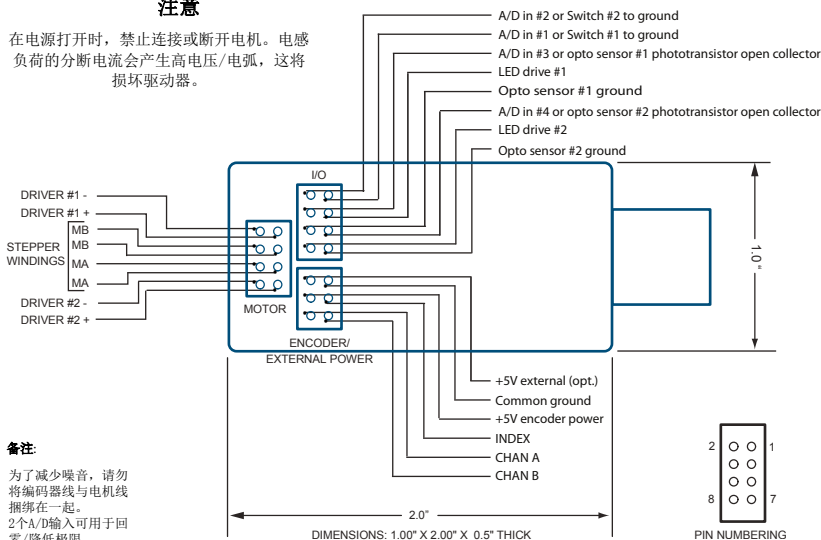 注意
在电源打开时，禁止连接或断开电机。电感
负荷的分断电流会产生高电压/电弧，这将
损坏驱动器。
A/D in #2 or Switch #2 to ground
A/D in #1 or Switch #1 to ground
A/D in #3 or opto sensor #1 phototransistor open collector
LED drive #1
Opto sensor #1 ground
A/D in #4 or opto sensor #2 phototransistor open collector
LED drive #2
Opto sensor #2 ground
I/O
DRIVER #1 -
DRIVER #1 +
MB
MB
STEPPER
WINDINGS
MA
MA
DRIVER #2 -
DRIVER #2 +
MOTOR
ENCODER/
EXTERNAL POWER
1.0 "
+5V external (opt.)
Common ground
+5V encoder power
INDEX
CHAN A
CHAN B
备注:
为了减少噪音，请勿
将编码器线与电机线
捆绑在一起。
2个A/D输入可用于回
零/降低极限
2.0"
DIMENSIONS: 1.00" X 2.00" X 0.5" THICK
2 1
8 7
PIN NUMBERING